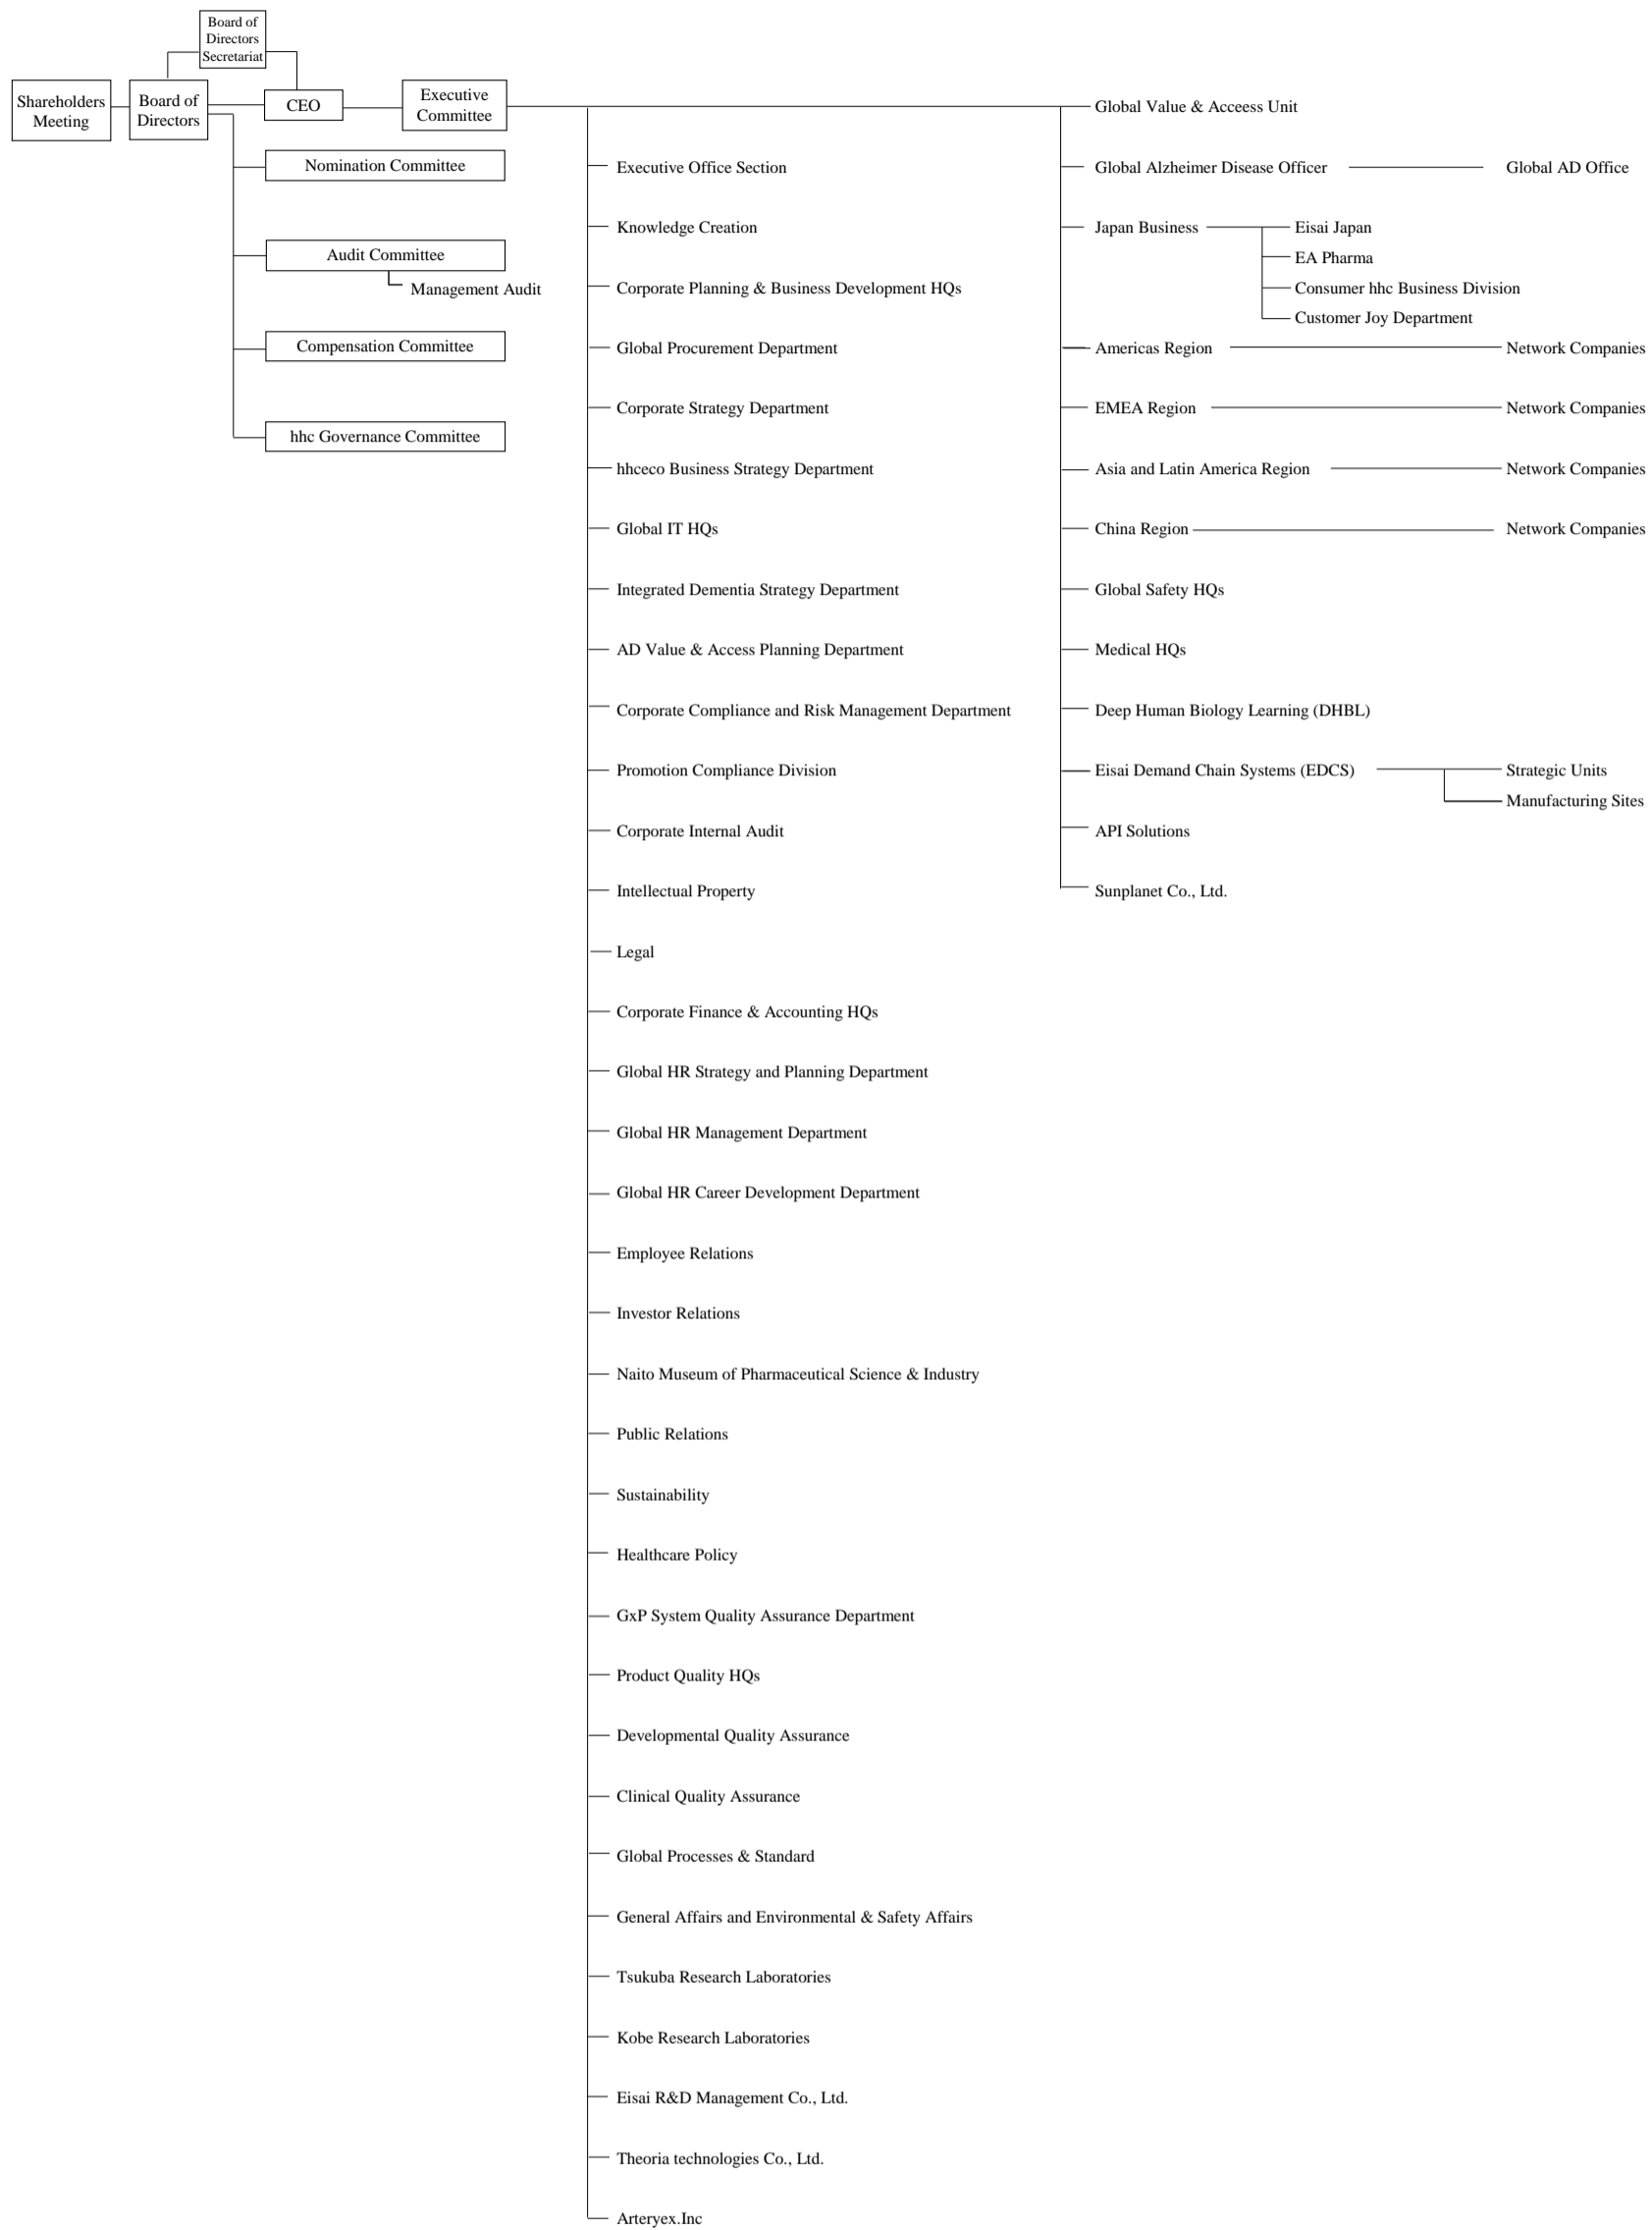 Board of
Directors
Secretariat
Shareholders
Meeting
Board of
Directors
CEO
Executive
Committee
Nomination Committee
Audit Committee
Management Audit
Compensation Committee
hhc Governance Committee
Executive Office Section
Knowledge Creation
Corporate Planning & Business Development HQs
Global Procurement Department
Corporate Strategy Department
hhceco Business Strategy Department
Global IT HQs
Integrated Dementia Strategy Department
AD Value & Access Planning Department
Corporate Compliance and Risk Management Department
Promotion Compliance Division
Corporate Internal Audit
Intellectual Property
Legal
Corporate Finance & Accounting HQs
Global HR Strategy and Planning Department
Global HR Management Department
Global HR Career Development Department
Employee Relations
Investor Relations
Naito Museum of Pharmaceutical Science & Industry
Public Relations
Sustainability
Healthcare Policy
GxP System Quality Assurance Department
Product Quality HQs
Developmental Quality Assurance
Clinical Quality Assurance
Global Processes & Standard
General Affairs and Environmental & Safety Affairs
Tsukuba Research Laboratories
Kobe Research Laboratories
Eisai R&D Management Co., Ltd.
Theoria technologies Co., Ltd.
Arteryex.Inc
Global Value & Acceess Unit
Global Alzheimer Disease Officer
Global AD Office
Japan Business
Eisai Japan
EA Pharma
Consumer hhc Business Division
Customer Joy Department
Americas Region
Network Companies
EMEA Region
Network Companies
Asia and Latin America Region
Network Companies
China Region
Network Companies
Global Safety HQs
Medical HQs
Deep Human Biology Learning (DHBL)
Eisai Demand Chain Systems (EDCS)
Strategic Units
Manufacturing Sites
API Solutions
Sunplanet Co., Ltd.